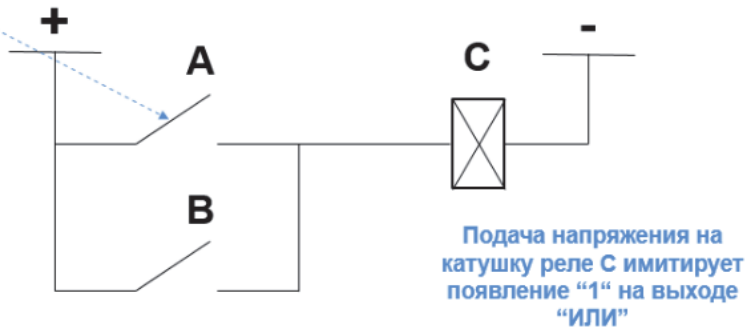 +
-
A
C
B
Подача напряжения на
катушку реле С имитирует
появление “1“ на выходе
“ИЛИ”